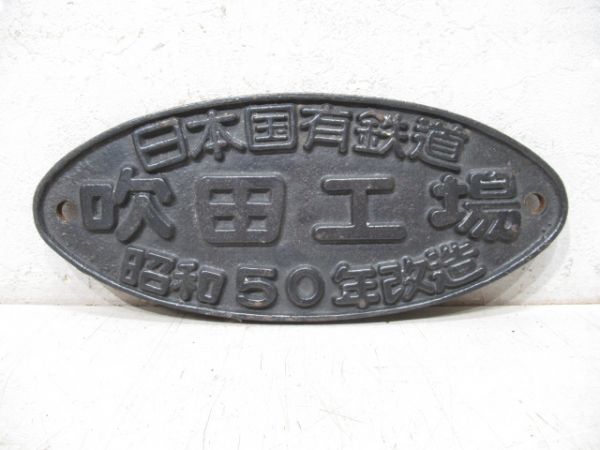 日本国有鉄道
吹田工場
昭和50年改造